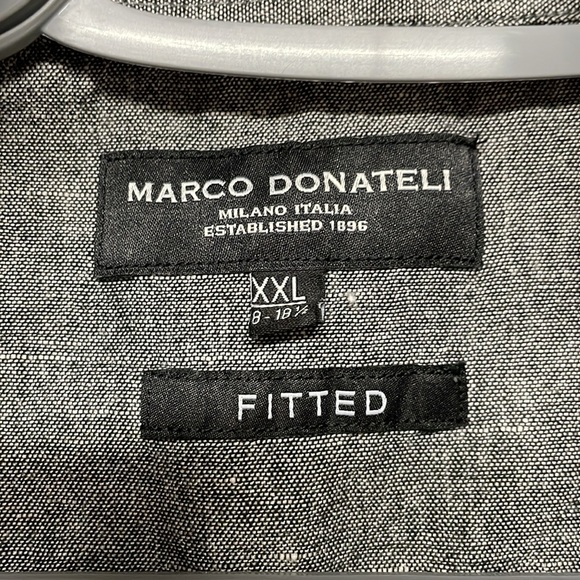 MARCO DONATELI
MILANO ITALIA
ESTABLISHED 1896
XXL
8-18½
FITTED